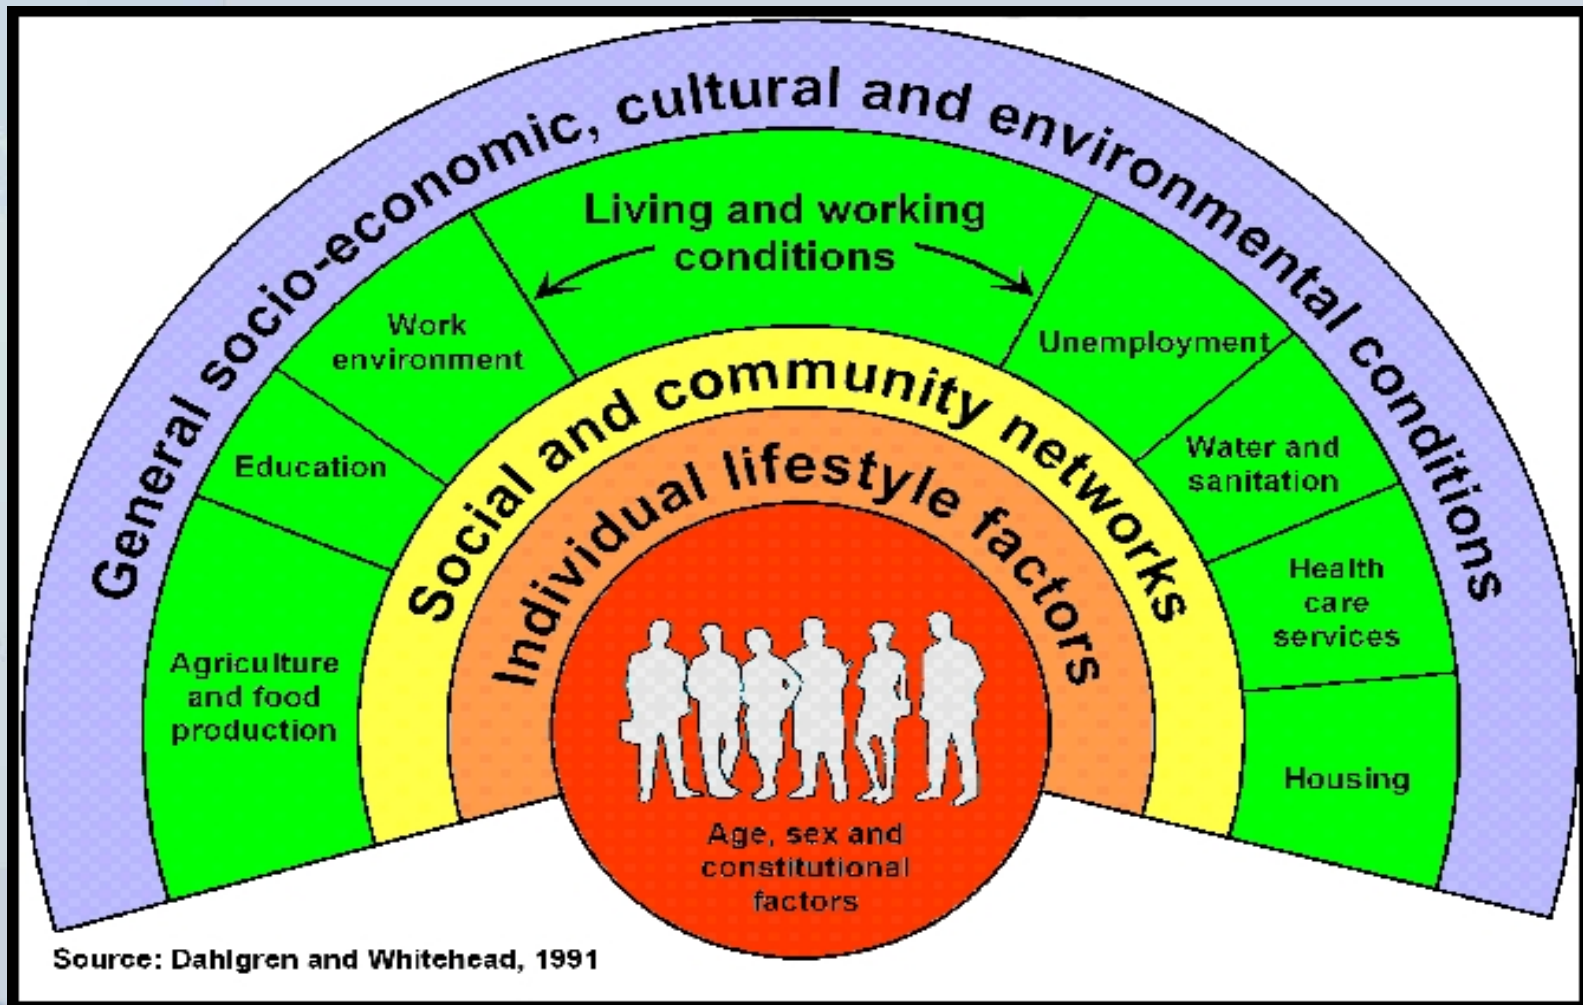 General socio-economic, cultural and environmental conditions
Living and working
conditions
Work
environment
Unemployment
Education
Water and
sanitation
Agriculture
and food
production
Health
care
services
Housing
Social and community networks
Individual lifestyle factors
Age, sex and
constitutional
factors
Source: Dahlgren and Whitehead, 1991